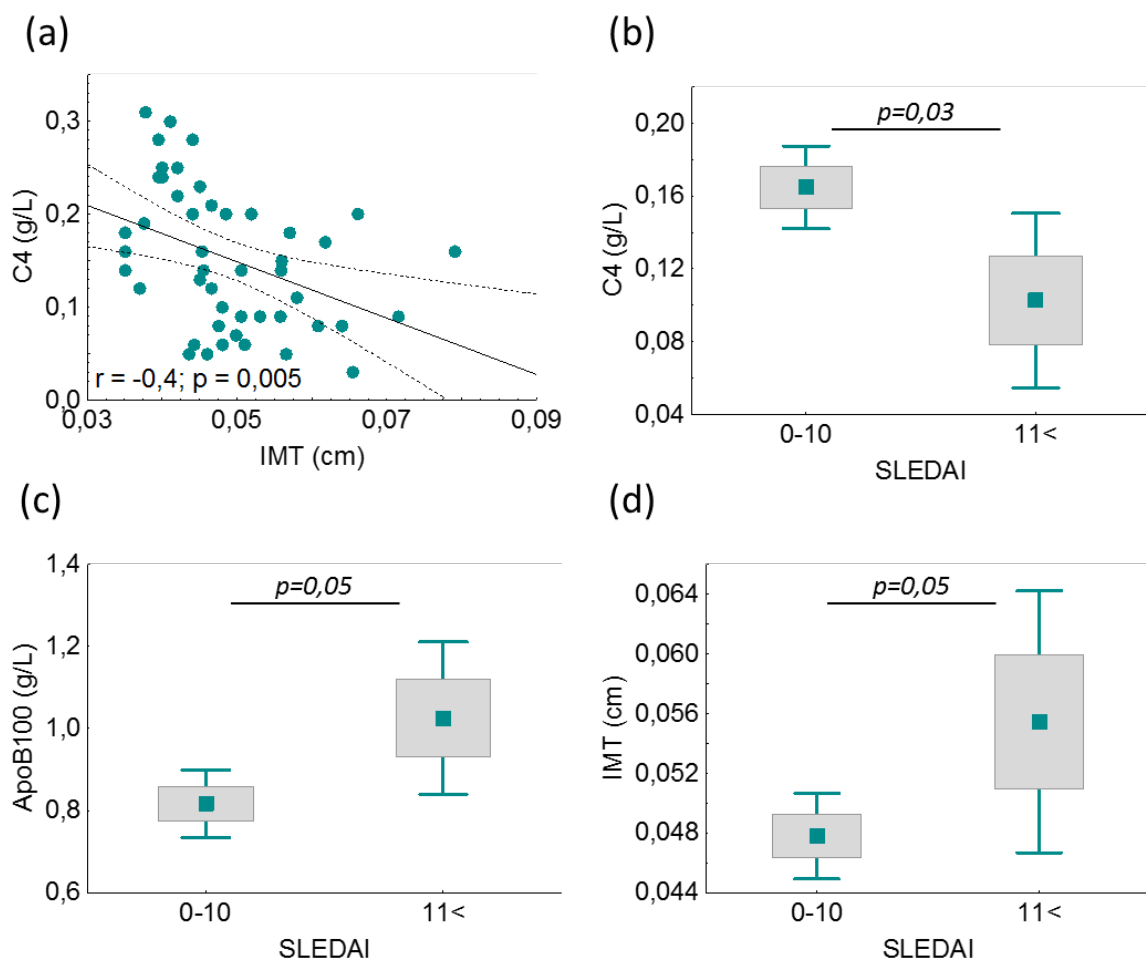 (a)
C4 (g/L)
0,3
0,2
0,1
0,0
r = -0,4; p = 0,005
0,03 0,05 0,07 0,09
IMT (cm)
(b)
C4 (g/L)
p=0,03
0,20
0,16
0,12
0,08
0,04
0-10 11<
SLEDAI
(c)
ApoB100 (g/L)
1,4
p=0,05
1,2
1,0
0,8
0,6
0-10 11<
SLEDAI
(d)
IMT (cm)
p=0,05
0,064
0,060
0,056
0,052
0,048
0,044
0-10 11<
SLEDAI